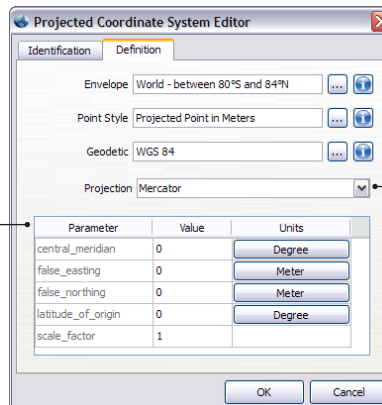 Projected Coordinate System Editor
Identification Definition
Envelope World - between 80°S and 84°N ...
Point Style Projected Point in Meters ...
Geodetic WGS 84 ...
Projection Mercator
Parameter Value Units
central_meridian 0 Degree
false_easting 0 Meter
false_northing 0 Meter
latitude_of_origin 0 Degree
scale_factor 1
OK Cancel